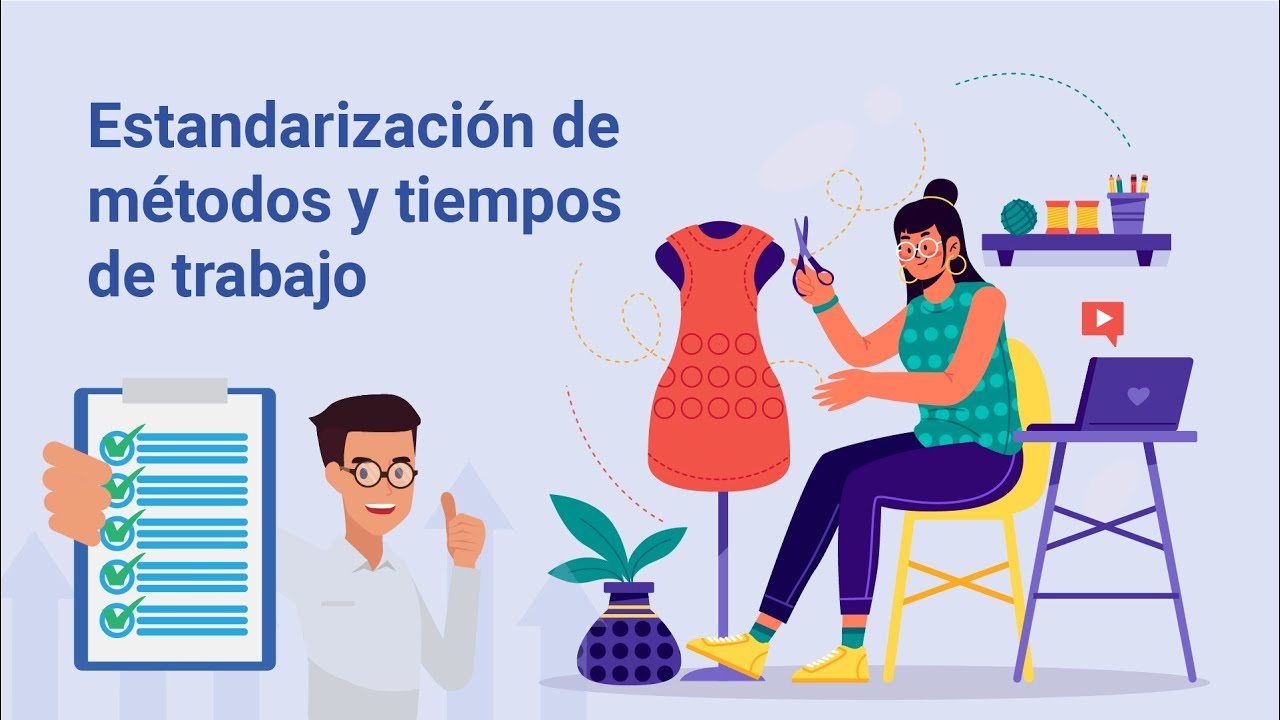 Estandarización de
métodos y tiempos
de trabajo